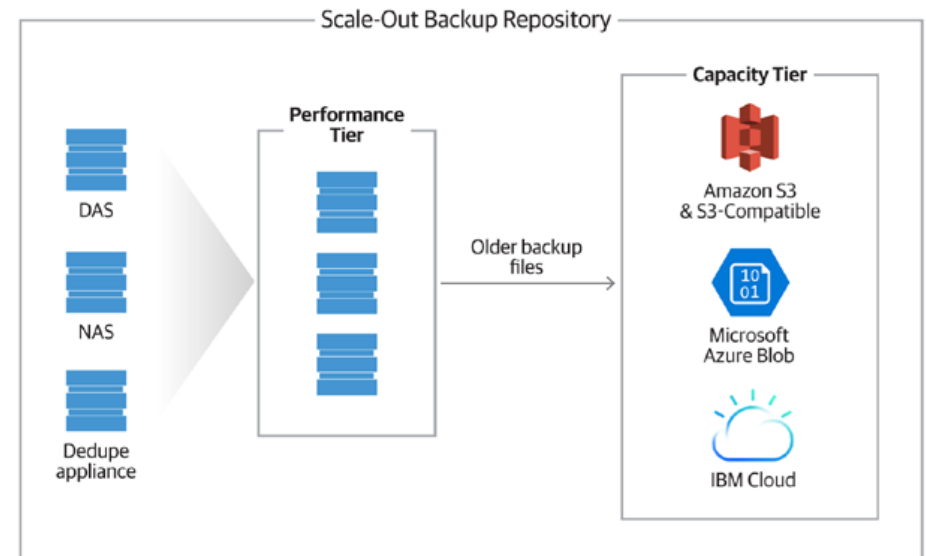 Scale-Out Backup Repository
DAS
NAS
Dedupe
appliance
Performance
Tier
Older backup
files
Capacity Tier
Amazon S3
& S3-Compatible
10
01
Microsoft
Azure Blob
IBM Cloud